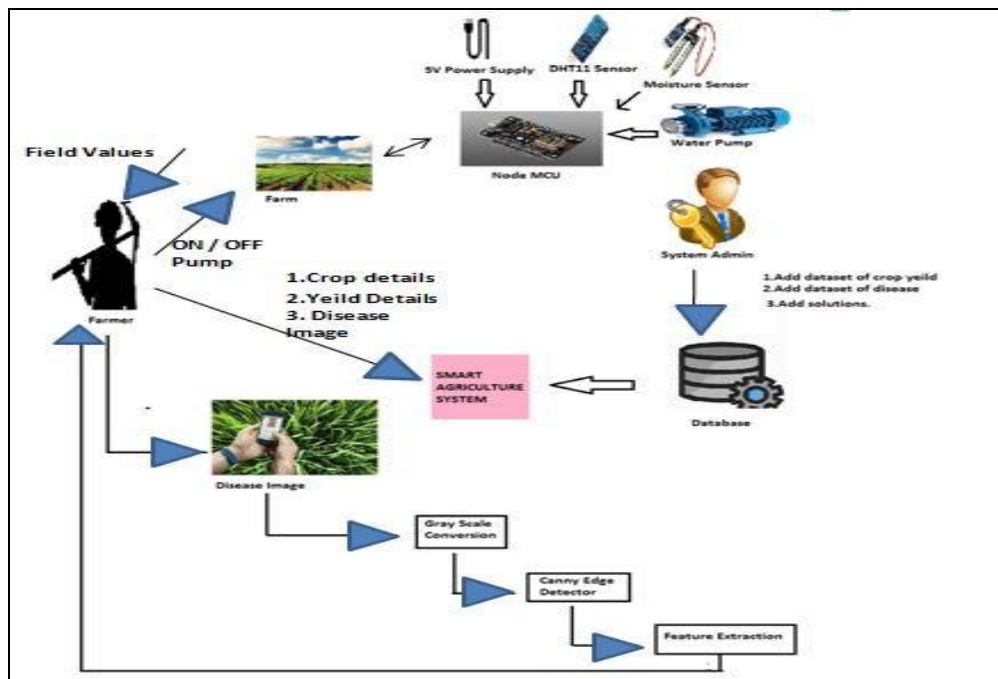 5V Power Supply
DHT11 Sensor
Moisture Sensor
Water Pump
Node MCU
Field Values
Farm
ON / OFF
Pump
Farmer
1.Crop details
2.Yeild Details
3. Disease
Image
System Admin
1.Add dataset of crop yeild
2.Add dataset of disease
3.Add solutions.
SMART
AGRICULTURE
SYSTEM
Database
Disease Image
Gray Scale
Conversion
Canny Edge
Detector
Feature Extraction